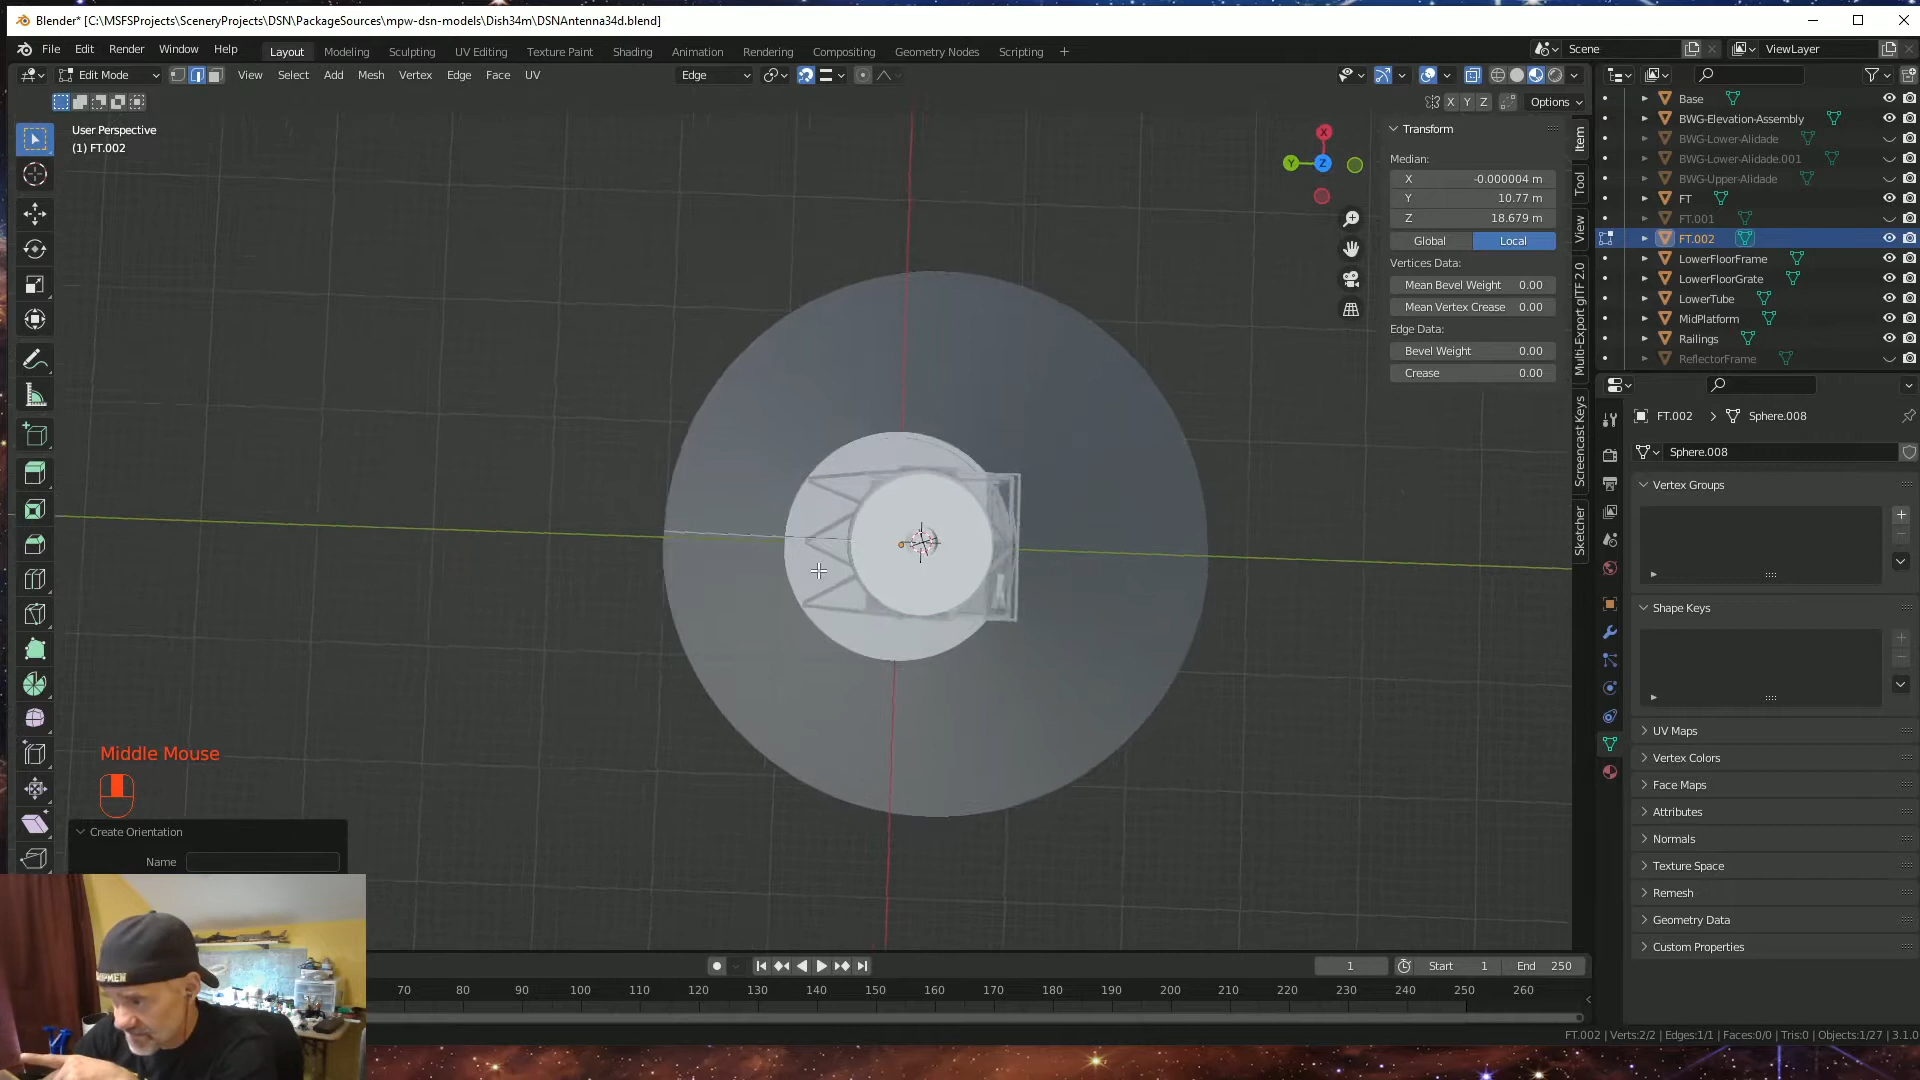 Blender* [C:\MSFSProjects\SceneryProjects\DSN\PackageSources\mpw-dsn-models\Dish34m\DSNAntenna34d.blend]
File Edit Render Window Help Layout Modeling Sculpting UV Editing Texture Paint Shading Animation Rendering Compositing Geometry Nodes Scripting + Scene ViewLayer
Edit Mode View Select Add Mesh Vertex Edge Face UV Edge
X Y Z Options
User Perspective
(1) FT.002
X
Y
Z
Transform
Median:
X -0.000004 m
Y 10.77 m
Z 18.679 m
Global Local
Vertices Data:
Mean Bevel Weight 0.00
Mean Vertex Crease 0.00
Edge Data:
Bevel Weight 0.00
Crease 0.00
Item
Tool
View
Multi-Export glTF 2.0
Screencast Keys
Sketcher
Base
BWG-Elevation-Assembly
BWG-Lower-Alidade
BWG-Lower-Alidade.001
BWG-Upper-Alidade
FT
FT.001
FT.002
LowerFloorFrame
LowerFloorGrate
LowerTube
MidPlatform
Railings
ReflectorFrame
FT.002 > Sphere.008
Sphere.008
Vertex Groups
Shape Keys
UV Maps
Vertex Colors
Face Maps
Attributes
Normals
Texture Space
Remesh
Geometry Data
Custom Properties
Middle Mouse
Create Orientation
Name
1 Start 1 End 250
70 80 90 100 110 120 130 140 150 160 170 180 190 200 210 220 230 240 250 260
FT.002 | Verts:2/2 | Edges:1/1 | Faces:0/0 | Tris:0 | Objects:1/27 | 3.1.0